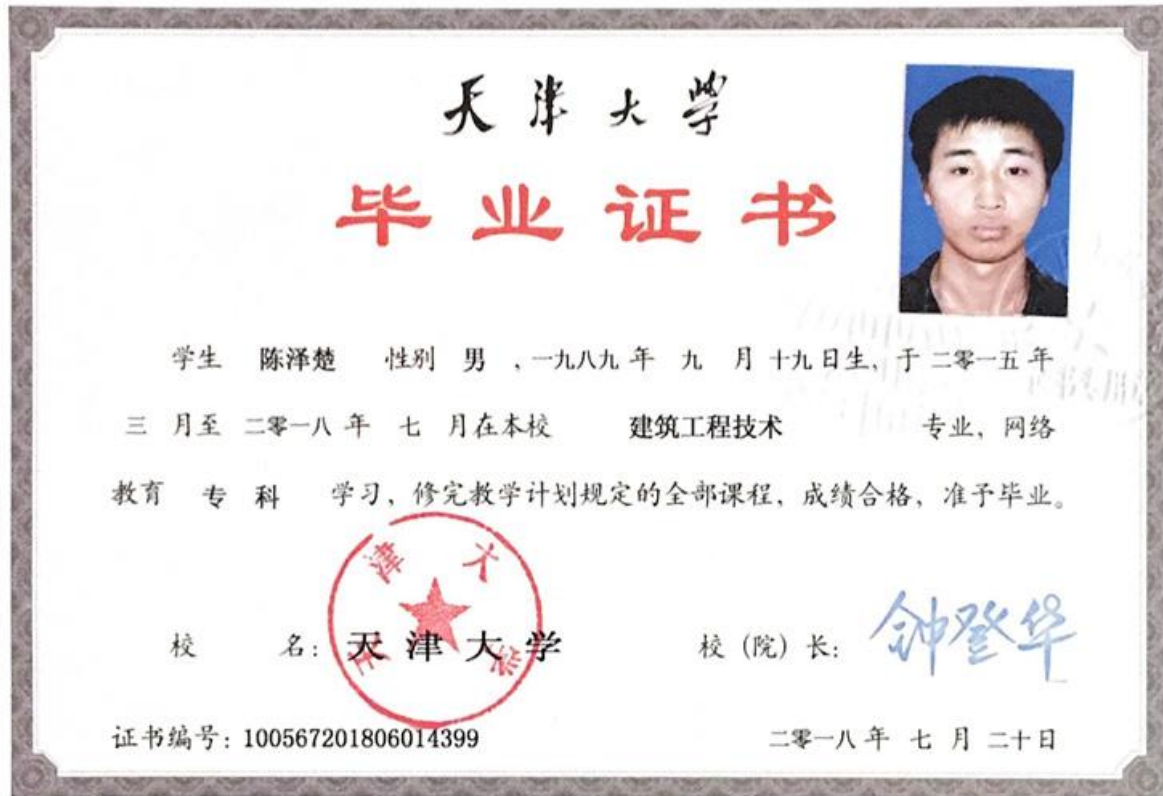 天津大学
毕业证书
学生 陈泽楚 性别 男 ，一九八九 年 九 月 十九 日生，于 二零一五 年
三 月至 二零一八 年 七 月在本校 建筑工程技术 专业，网络
教育 专 科 学习，修完教学计划规定的全部课程，成绩合格，准予毕业。
天津大学
校 名：天 津 大 学 校（院）长：钟登华
证书编号：100567201806014399 二零一八 年 七 月 二十 日